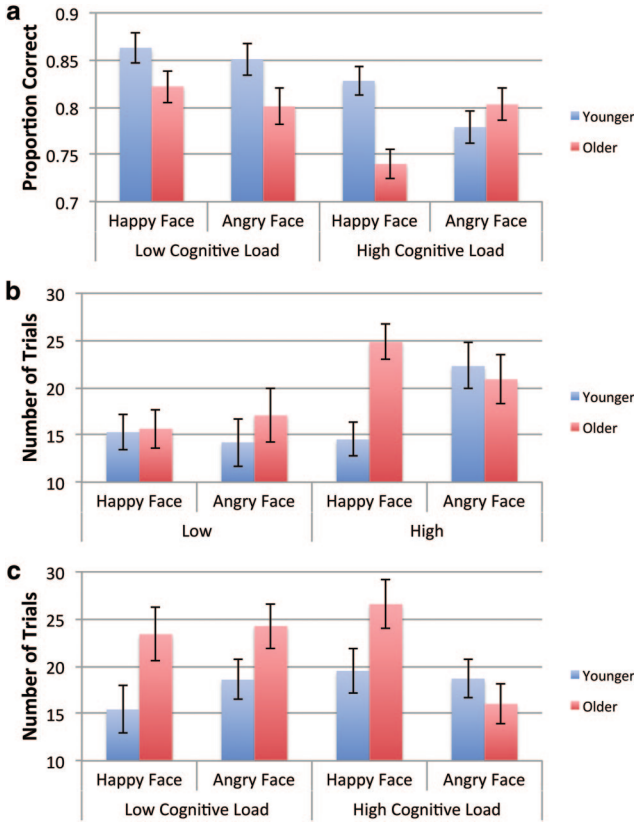 a
Proportion Correct
0.9
0.85
0.8
0.75
0.7
Happy Face Angry Face Happy Face Angry Face
Low Cognitive Load High Cognitive Load
Younger
Older
b
Number of Trials
30
25
20
15
10
Happy Face Angry Face Happy Face Angry Face
Low High
Younger
Older
c
Number of Trials
30
25
20
15
10
Happy Face Angry Face Happy Face Angry Face
Low Cognitive Load High Cognitive Load
Younger
Older